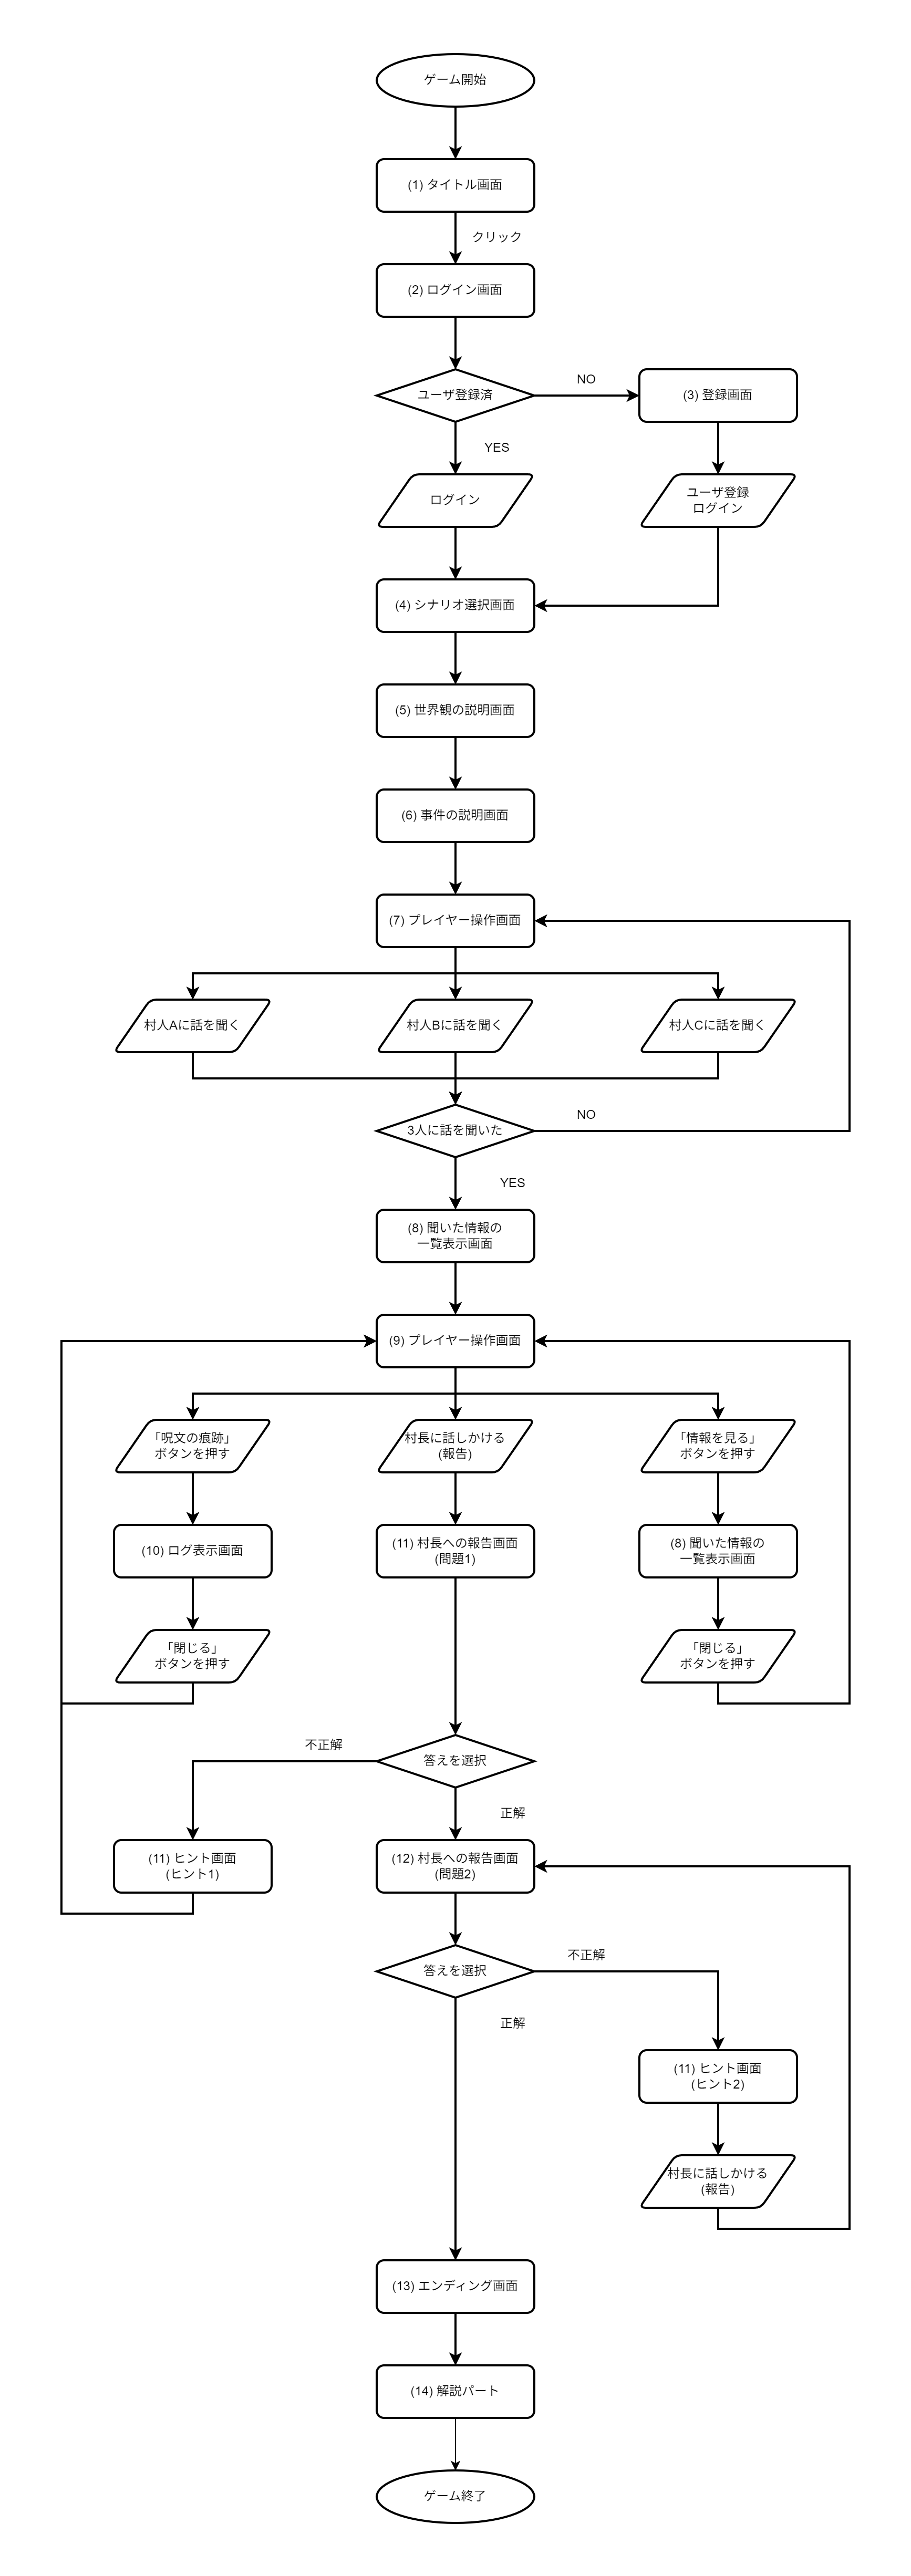 ゲーム開始
(1) タイトル画面
クリック
(2) ログイン画面
ユーザ登録済
NO
(3) 登録画面
YES
ログイン
ユーザ登録
ログイン
(4) シナリオ選択画面
(5) 世界観の説明画面
(6) 事件の説明画面
(7) プレイヤー操作画面
村人Aに話を聞く
村人Bに話を聞く
村人Cに話を聞く
3人に話を聞いた
NO
YES
(8) 聞いた情報の
一覧表示画面
(9) プレイヤー操作画面
「呪文の痕跡」
ボタンを押す
村長に話しかける
(報告)
「情報を見る」
ボタンを押す
(10) ログ表示画面
(11) 村長への報告画面
(問題1)
(8) 聞いた情報の
一覧表示画面
「閉じる」
ボタンを押す
「閉じる」
ボタンを押す
不正解
答えを選択
正解
(11) ヒント画面
(ヒント1)
(12) 村長への報告画面
(問題2)
答えを選択
不正解
正解
(11) ヒント画面
(ヒント2)
村長に話しかける
(報告)
(13) エンディング画面
(14) 解説パート
ゲーム終了